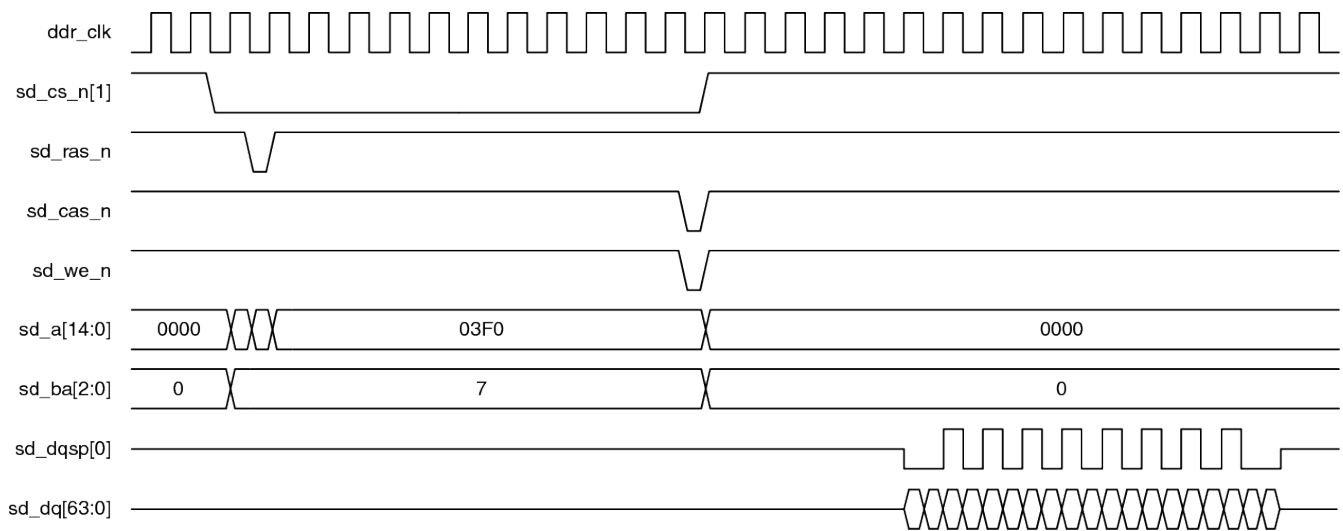 ddr_clk
sd_cs_n[1]
sd_ras_n
sd_cas_n
sd_we_n
sd_a[14:0] 0000 03F0 0000
sd_ba[2:0] 0 7 0
sd_dqsp[0]
sd_dq[63:0]